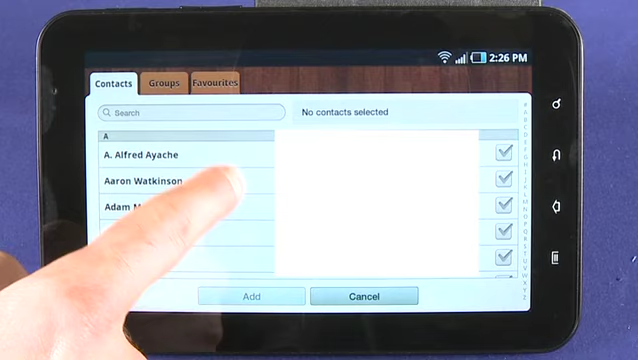 2:26 PM
Contacts Groups Favourites
Search No contacts selected
A
A. Alfred Ayache
Aaron Watkinson
Adam
Add Cancel